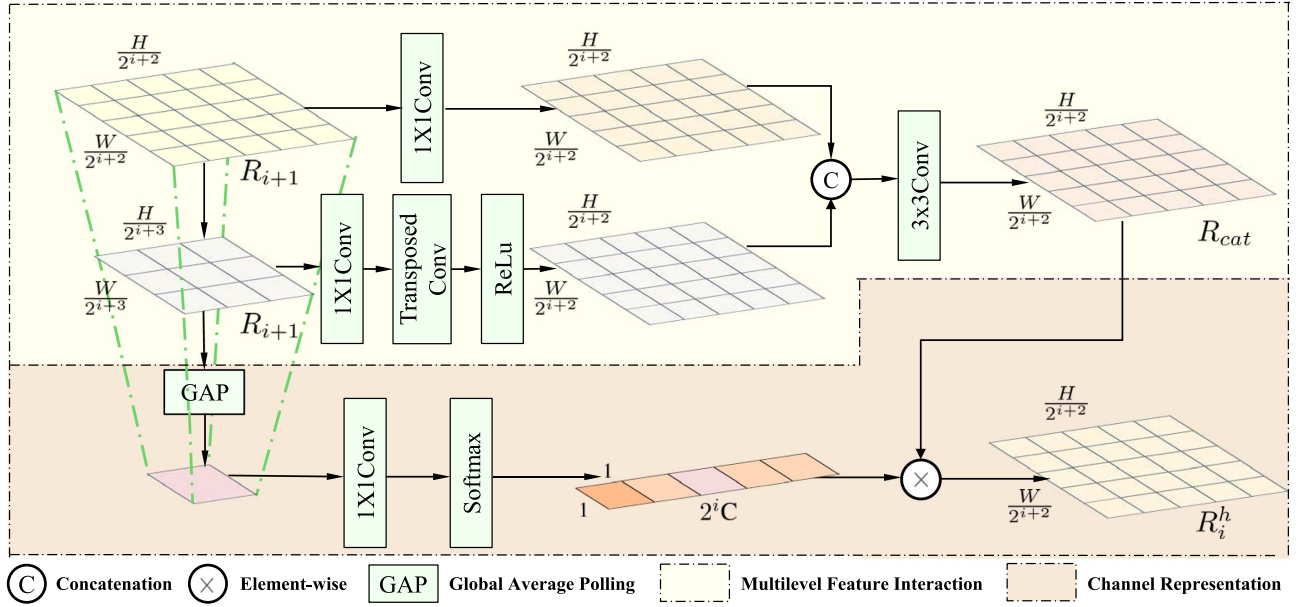 H/2^{i+2}
W/2^{i+2}
R_{i+1}
1X1Conv
H/2^{i+2}
W/2^{i+2}
C
3x3Conv
H/2^{i+2}
W/2^{i+2}
R_{cat}
H/2^{i+3}
W/2^{i+3}
R_{i+1}
1X1Conv
Transposed
Conv
ReLu
H/2^{i+2}
W/2^{i+2}
GAP
1X1Conv
Softmax
1
1
2^iC
×
H/2^{i+2}
W/2^{i+2}
R_i^h
C Concatenation × Element-wise GAP Global Average Polling Multilevel Feature Interaction Channel Representation